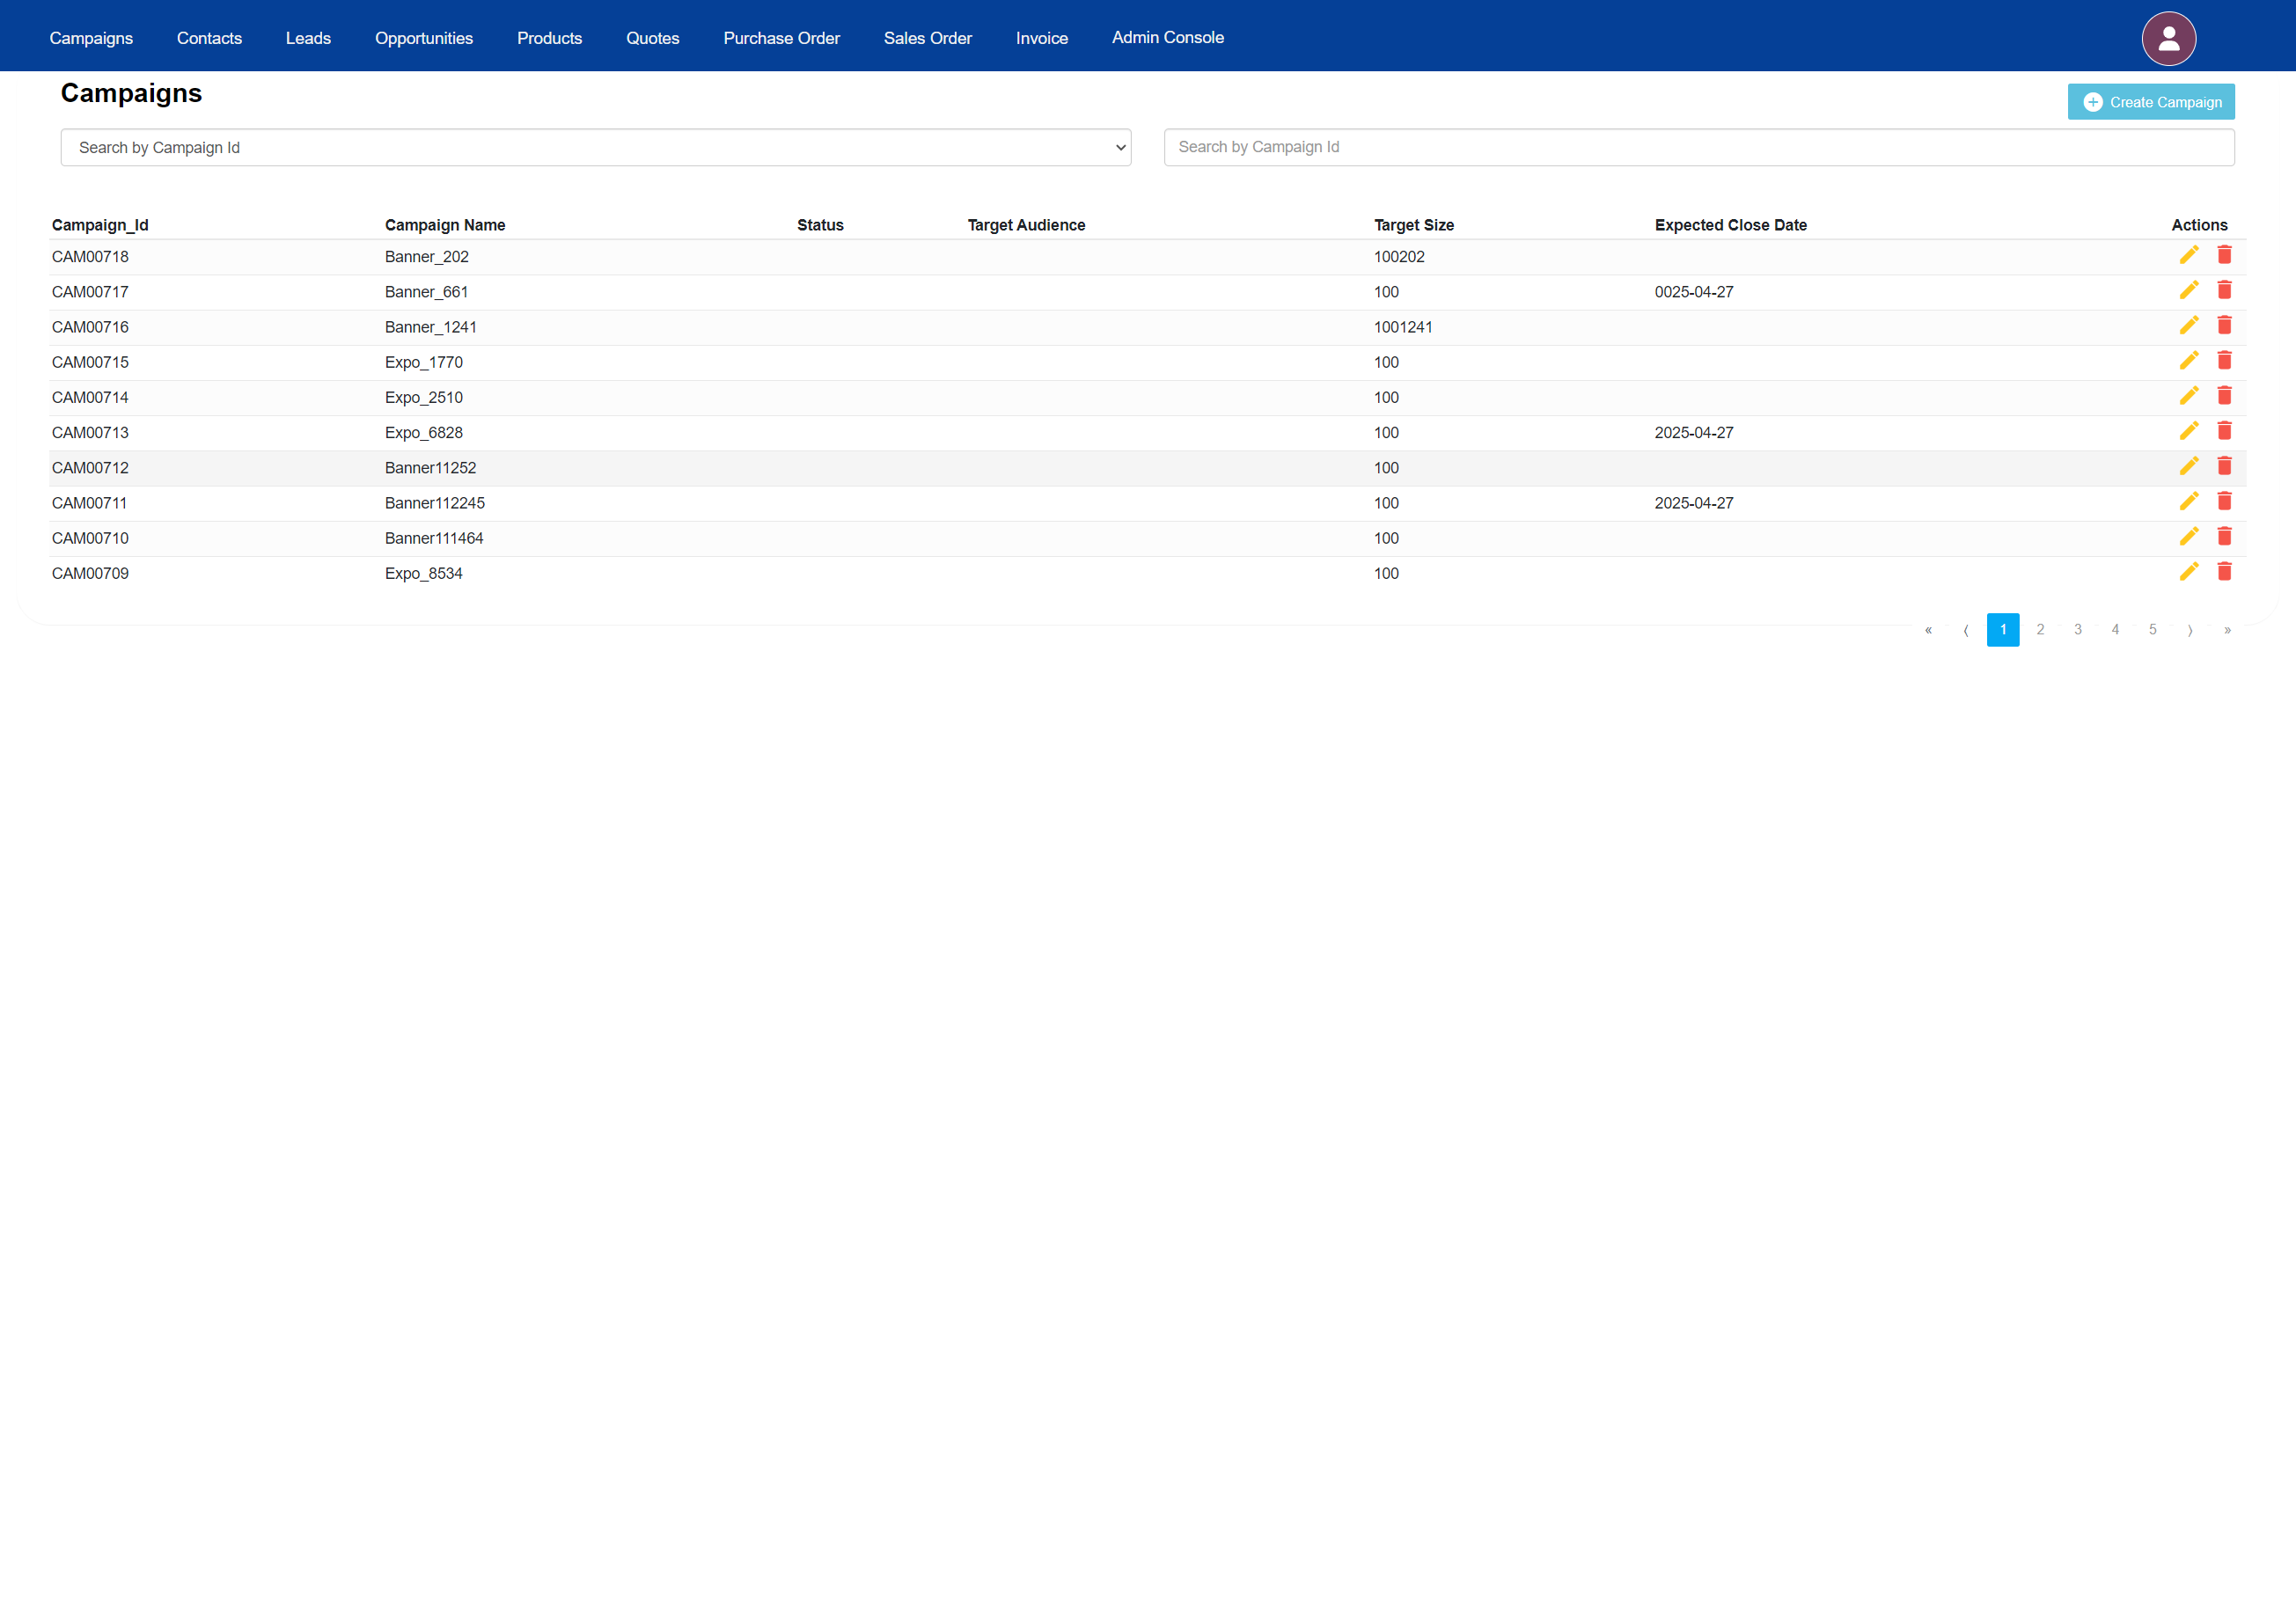 Campaigns Contacts Leads Opportunities Products Quotes Purchase Order Sales Order Invoice Admin Console
Campaigns
Create Campaign
Search by Campaign Id Search by Campaign Id
Campaign_Id Campaign Name Status Target Audience Target Size Expected Close Date Actions
CAM00718 Banner_202 100202
CAM00717 Banner_661 100 0025-04-27
CAM00716 Banner_1241 1001241
CAM00715 Expo_1770 100
CAM00714 Expo_2510 100
CAM00713 Expo_6828 100 2025-04-27
CAM00712 Banner11252 100
CAM00711 Banner112245 100 2025-04-27
CAM00710 Banner111464 100
CAM00709 Expo_8534 100
« ⟨ 1 2 3 4 5 ⟩ »